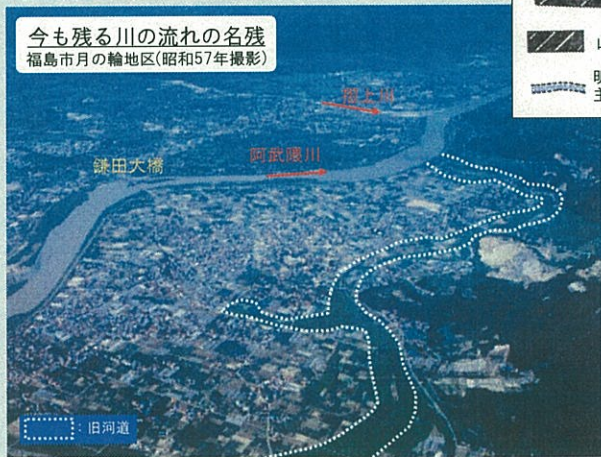 今も残る川の流れの名残
福島市月の輪地区(昭和57年撮影)
摺上川
阿武隈川
鎌田大橋
:旧河道